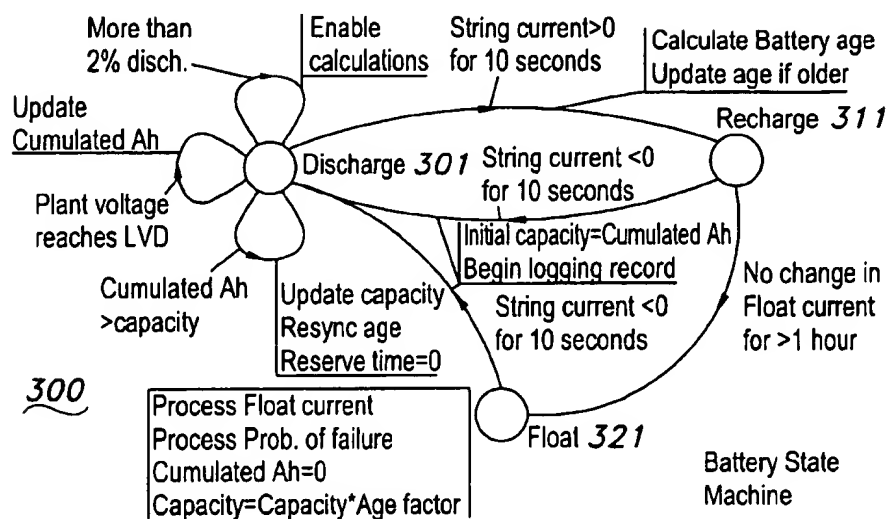 More than
2% disch.
Enable
calculations
String current>0
for 10 seconds
Calculate Battery age
Update age if older
Update
Cumulated Ah
Recharge 311
Discharge 301
String current <0
for 10 seconds
Plant voltage
reaches LVD
Initial capacity=Cumulated Ah
Begin logging record
Cumulated Ah
>capacity
Update capacity
Resync age
Reserve time=0
String current <0
for 10 seconds
No change in
Float current
for >1 hour
300
Process Float current
Process Prob. of failure
Cumulated Ah=0
Capacity=Capacity*Age factor
Float 321
Battery State
Machine